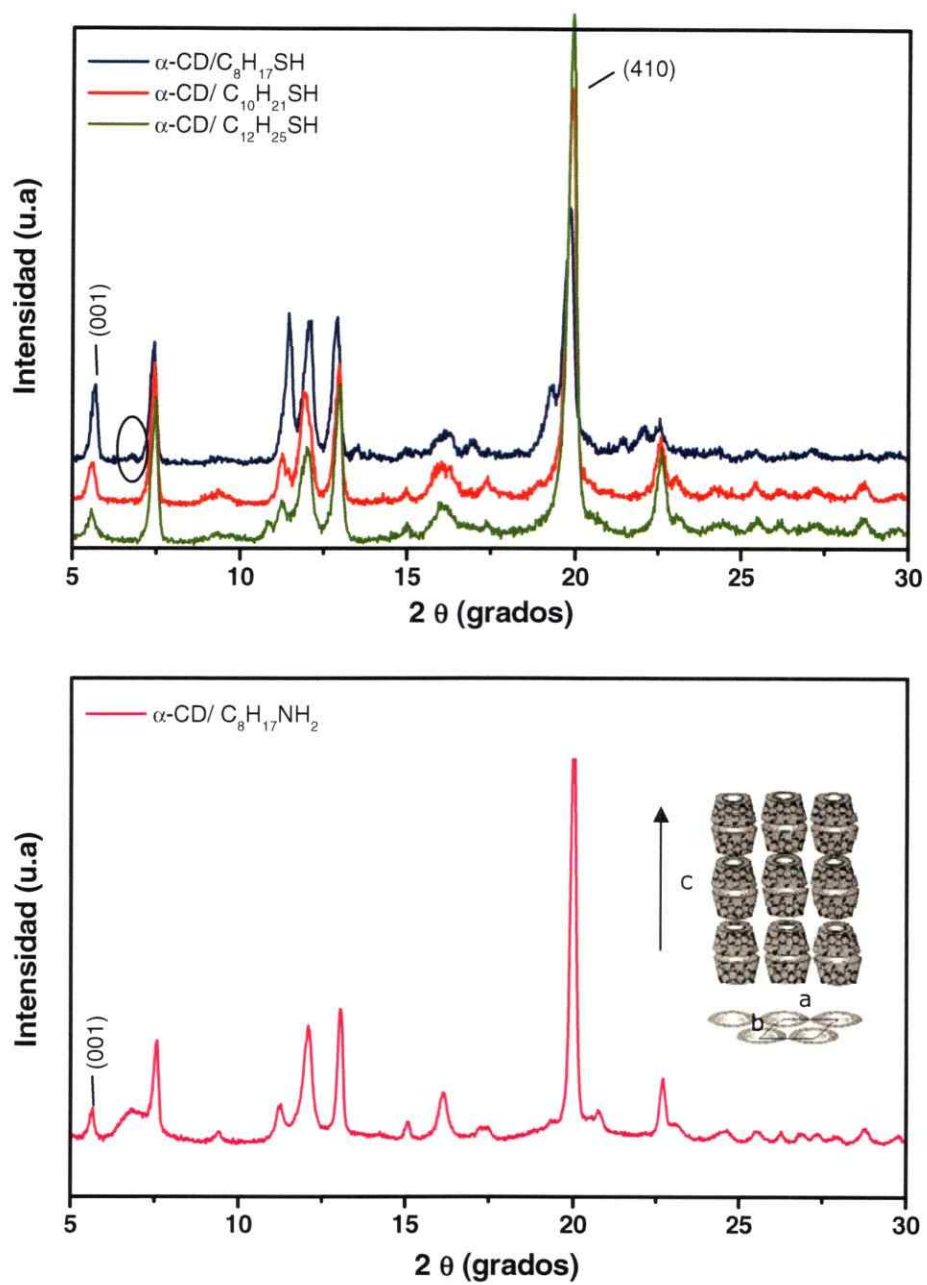 α-CD/C₈H₁₇SH
α-CD/ C₁₀H₂₁SH
α-CD/ C₁₂H₂₅SH
(410)
(001)
Intensidad (u.a)
5 10 15 20 25 30
2 θ (grados)
α-CD/ C₈H₁₇NH₂
c
a
b
(001)
Intensidad (u.a)
5 10 15 20 25 30
2 θ (grados)